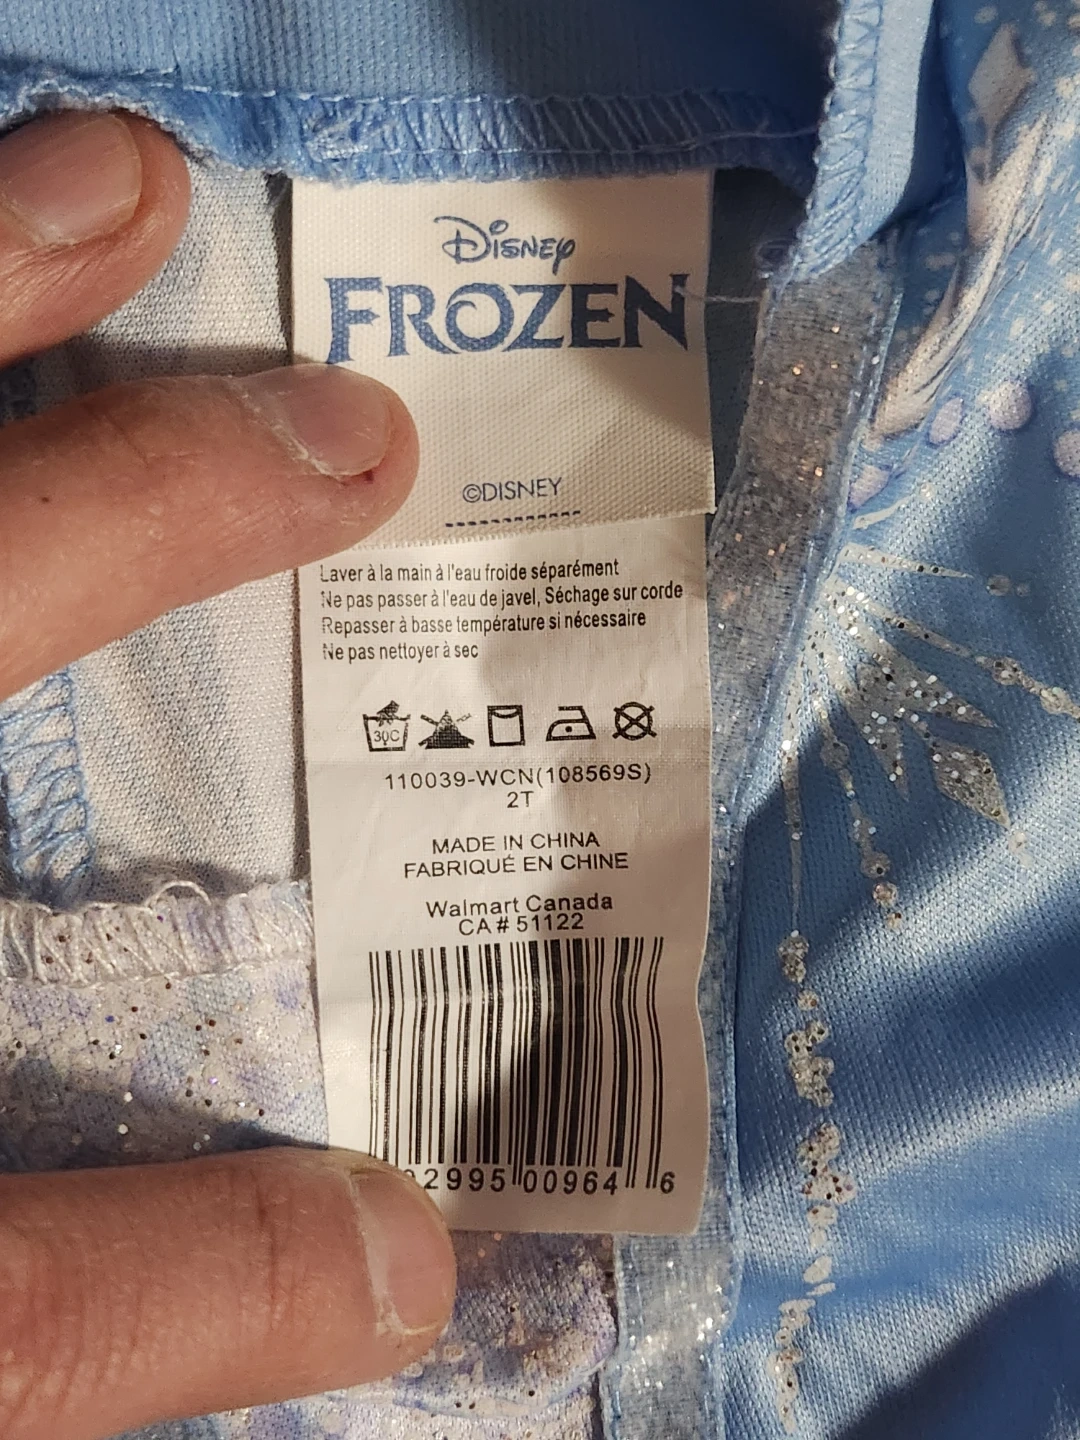 Disney
FROZEN
©DISNEY
Laver à la main à l'eau froide séparément
Ne pas passer à l'eau de javel, Séchage sur corde
Repasser à basse température si nécessaire
Ne pas nettoyer à sec
30C
110039-WCN(108569S)
2T
MADE IN CHINA
FABRIQUÉ EN CHINE
Walmart Canada
CA# 51122
2995 00964 6